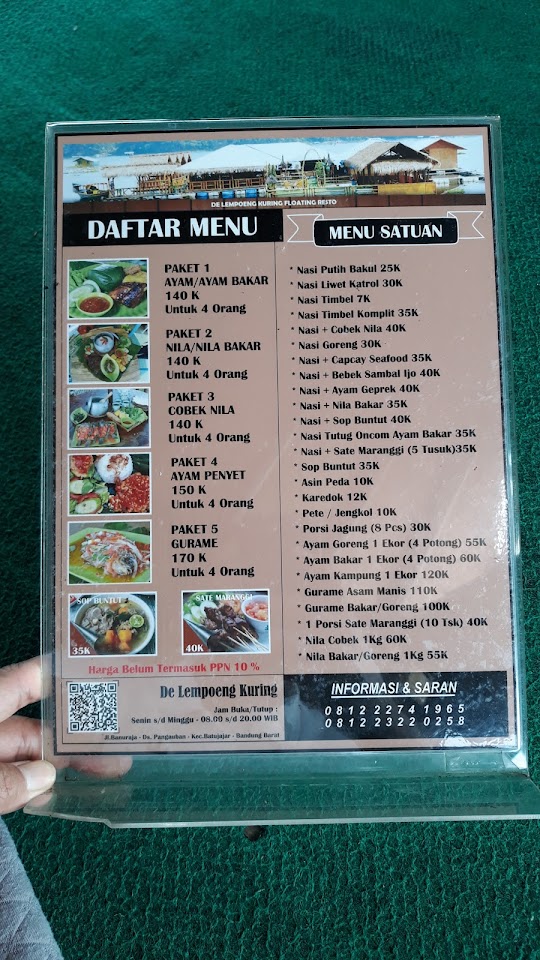 DE LEMPOENG KURING FLOATING RESTO
DAFTAR MENU
PAKET 1
AYAM/AYAM BAKAR
140 K
Untuk 4 Orang
PAKET 2
NILA/NILA BAKAR
140 K
Untuk 4 Orang
PAKET 3
COBEK NILA
140 K
Untuk 4 Orang
PAKET 4
AYAM PENYET
150 K
Untuk 4 Orang
PAKET 5
GURAME
170 K
Untuk 4 Orang
SOP BUNTUT
35K
SATE MARANGGI
40K
Harga Belum Termasuk PPN 10 %
MENU SATUAN
* Nasi Putih Bakul 25K
* Nasi Liwet Katrol 30K
* Nasi Timbel 7K
* Nasi Timbel Komplit 35K
* Nasi + Cobek Nila 40K
* Nasi Goreng 30K
* Nasi + Capcay Seafood 35K
* Nasi + Bebek Sambal Ijo 40K
* Nasi + Ayam Geprek 40K
* Nasi + Nila Bakar 35K
* Nasi + Sop Buntut 40K
* Nasi Tutug Oncom Ayam Bakar 35K
* Nasi + Sate Maranggi (5 Tusuk)35K
* Sop Buntut 35K
* Asin Peda 10K
* Karedok 12K
* Pete / Jengkol 10K
* Porsi Jagung (8 Pcs) 30K
* Ayam Goreng 1 Ekor (4 Potong) 55K
* Ayam Bakar 1 Ekor (4 Potong) 60K
* Ayam Kampung 1 Ekor 120K
* Gurame Asam Manis 110K
* Gurame Bakar/Goreng 100K
* 1 Porsi Sate Maranggi (10 Tsk) 40K
* Nila Cobek 1Kg 60K
* Nila Bakar/Goreng 1Kg 55K
De Lempoeng Kuring
Jam Buka/Tutup :
Senin s/d Minggu - 08.00 s/d 20.00 WIB
Jl.Banuraja - Ds. Pangauban - Kec.Batujajar - Bandung Barat
INFORMASI & SARAN
0812 2274 1965
0812 2322 0258